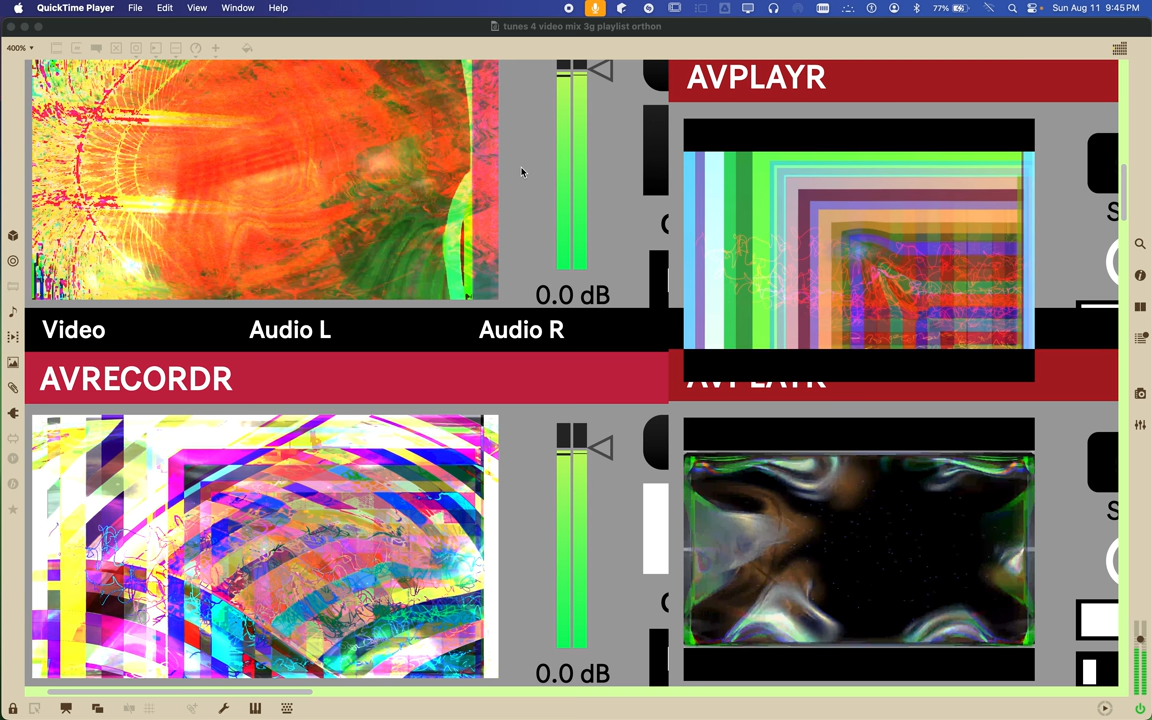 QuickTime Player File Edit View Window Help 77% Sun Aug 11 9:45 PM
tunes 4 video mix 3g playlist orthon
400%
AVPLAYR
0.0 dB
Video Audio L Audio R
AVRECORDR
AVPLAYR
0.0 dB